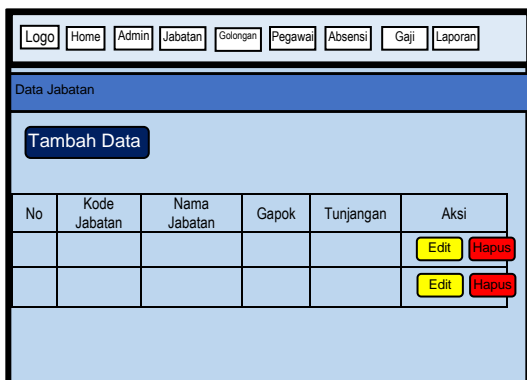 Logo Home Admin Jabatan Golongan Pegawai Absensi Gaji Laporan
Data Jabatan
Tambah Data
No Kode Jabatan Nama Jabatan Gapok Tunjangan Aksi
Edit Hapus
Edit Hapus